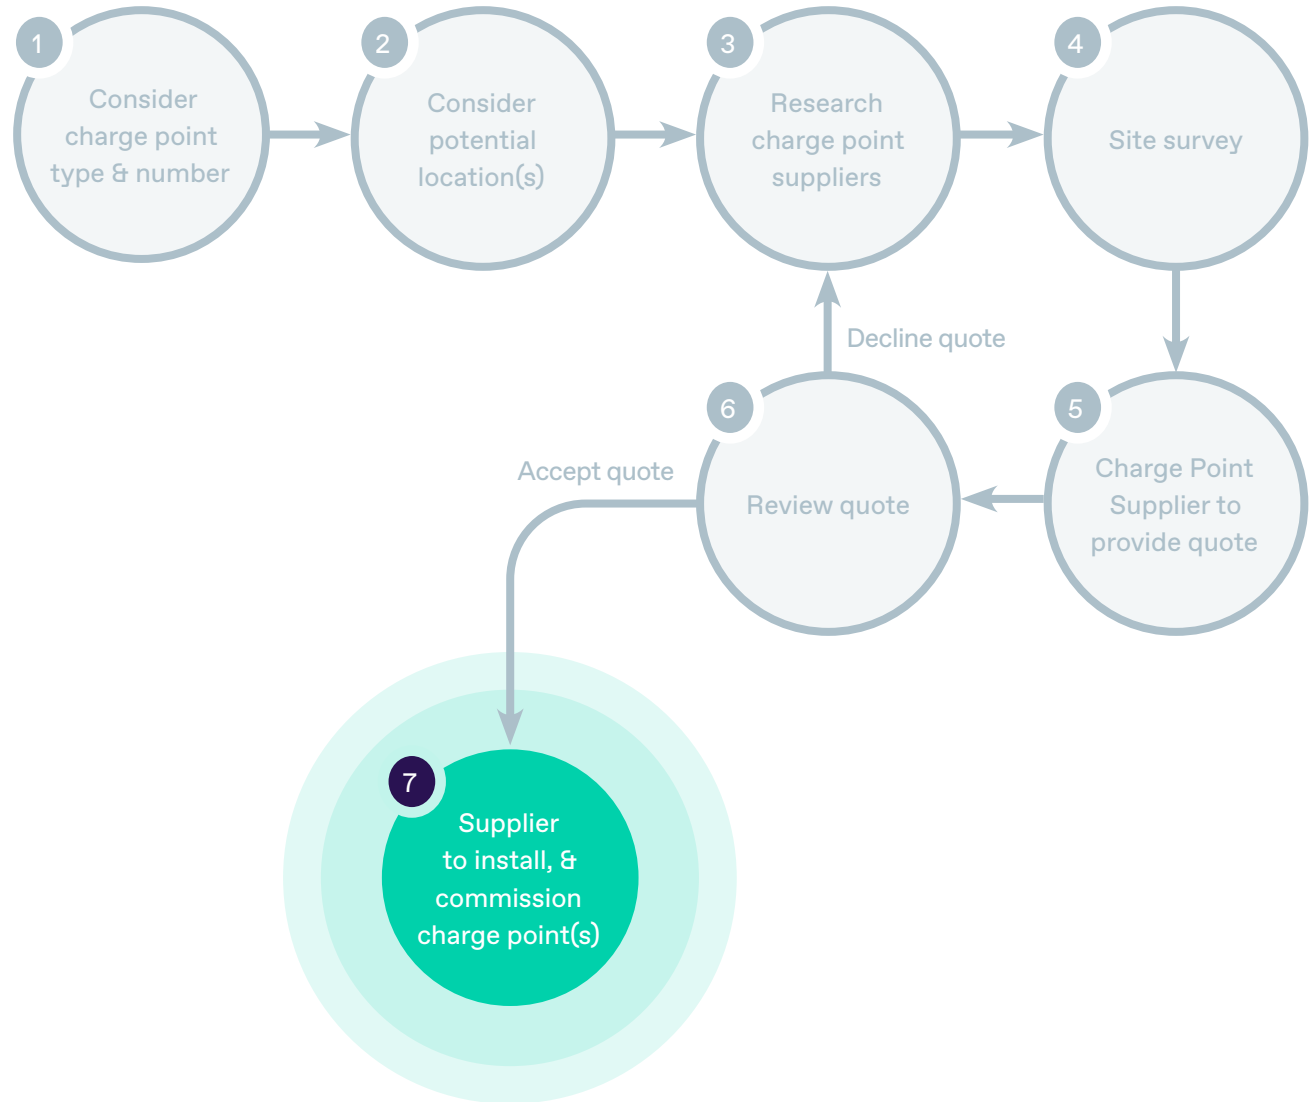 1
Consider
charge point
type & number
2
Consider
potential
location(s)
3
Research
charge point
suppliers
4
Site survey
Decline quote
5
Charge Point
Supplier to
provide quote
6
Review quote
Accept quote
7
Supplier
to install, &
commission
charge point(s)